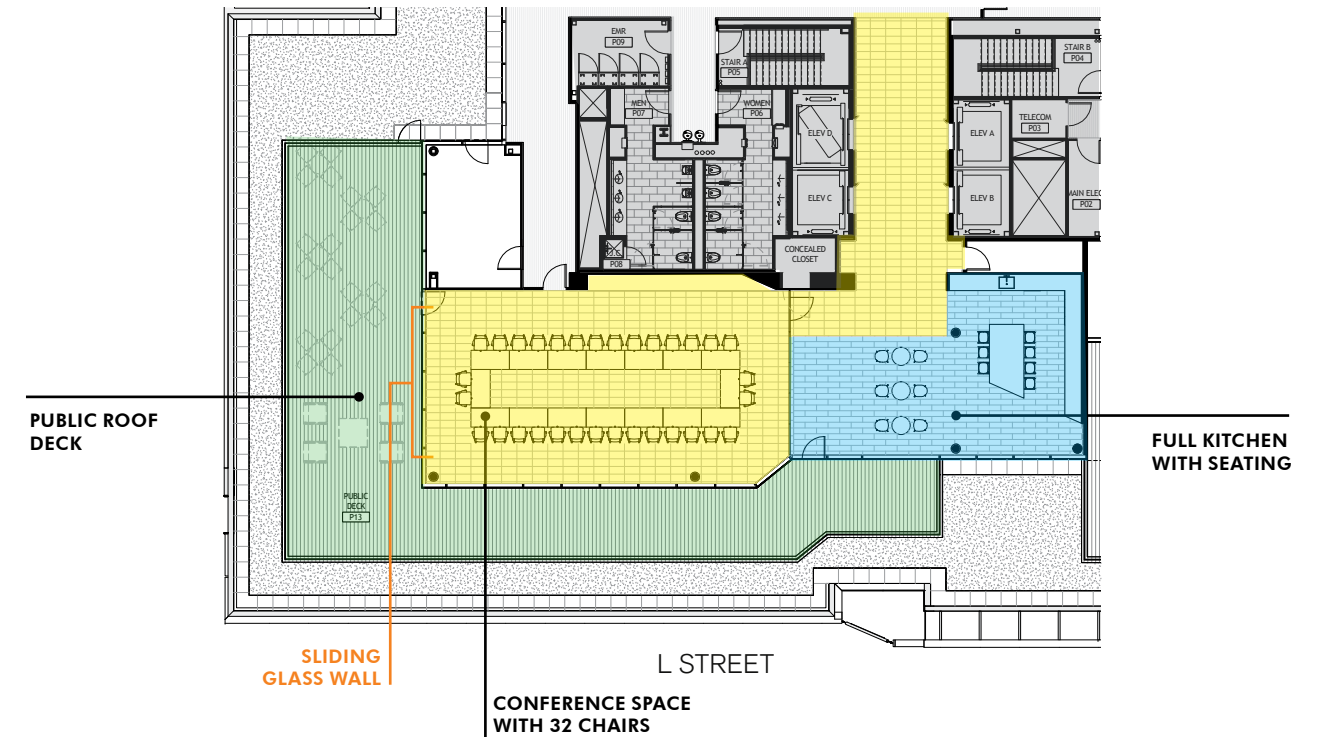 EMR
P09
STAIR A
P05
STAIR B
P04
MEN
P07
WOMEN
P06
ELEV D
ELEV A
TELECOM
P03
ELEV C
ELEV B
MAIN ELEC
P02
P08
CONCEALED
CLOSET
PUBLIC ROOF
DECK
FULL KITCHEN
WITH SEATING
PUBLIC
DECK
P13
SLIDING
GLASS WALL
L STREET
CONFERENCE SPACE
WITH 32 CHAIRS